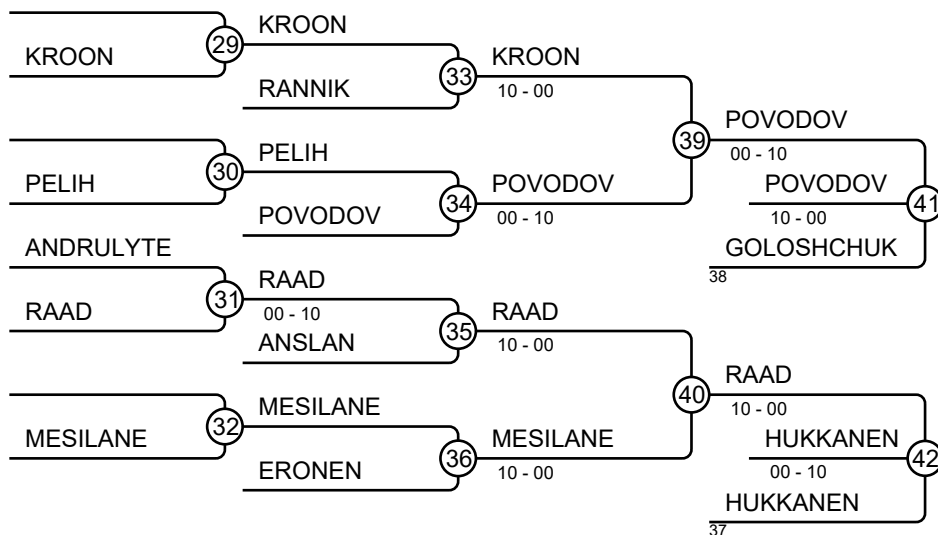 KROON
29
KROON
RANNIK
33
KROON
10 - 00
PELIH
30
PELIH
POVODOV
34
POVODOV
00 - 10
39
POVODOV
00 - 10
POVODOV
10 - 00
41
GOLOSHCHUK
38
ANDRULYTE
RAAD
31
RAAD
00 - 10
ANSLAN
35
RAAD
10 - 00
MESILANE
32
MESILANE
ERONEN
36
MESILANE
10 - 00
40
RAAD
10 - 00
HUKKANEN
00 - 10
42
HUKKANEN
37